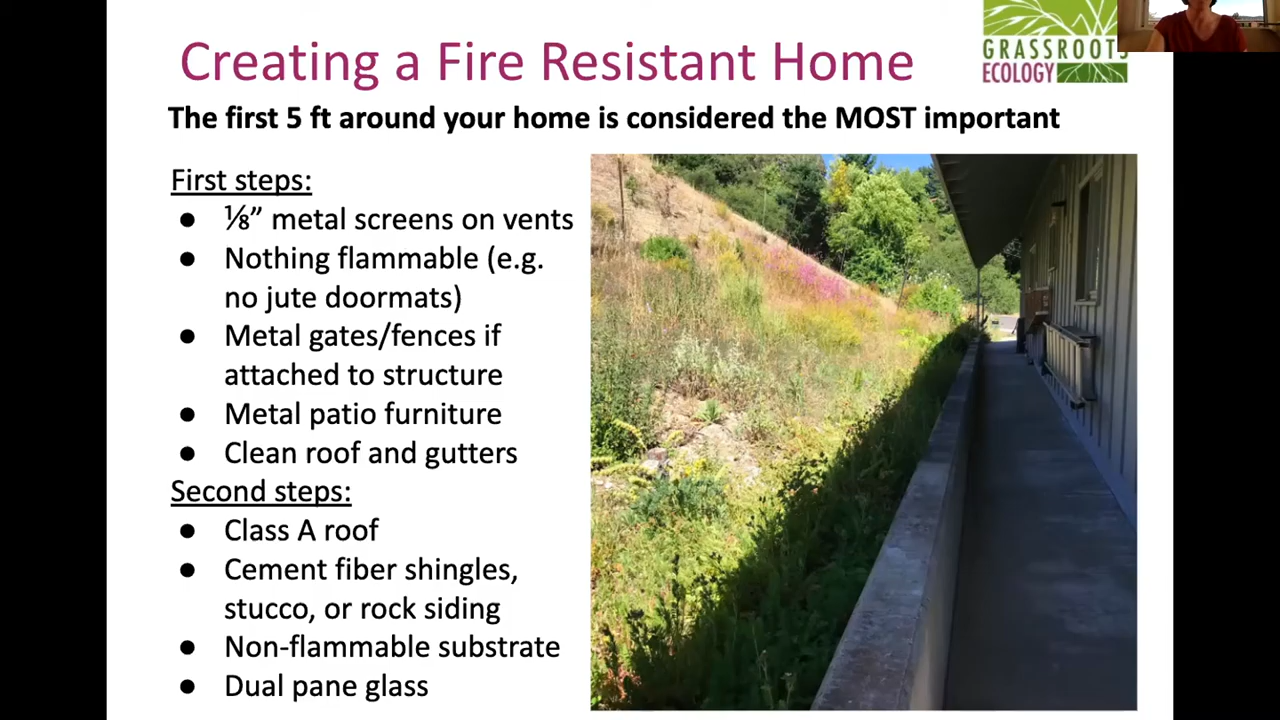 Creating a Fire Resistant Home
GRASSROOTS
ECOLOGY
The first 5 ft around your home is considered the MOST important
First steps:
● ⅛” metal screens on vents
● Nothing flammable (e.g.
no jute doormats)
● Metal gates/fences if
attached to structure
● Metal patio furniture
● Clean roof and gutters
Second steps:
● Class A roof
● Cement fiber shingles,
stucco, or rock siding
● Non-flammable substrate
● Dual pane glass